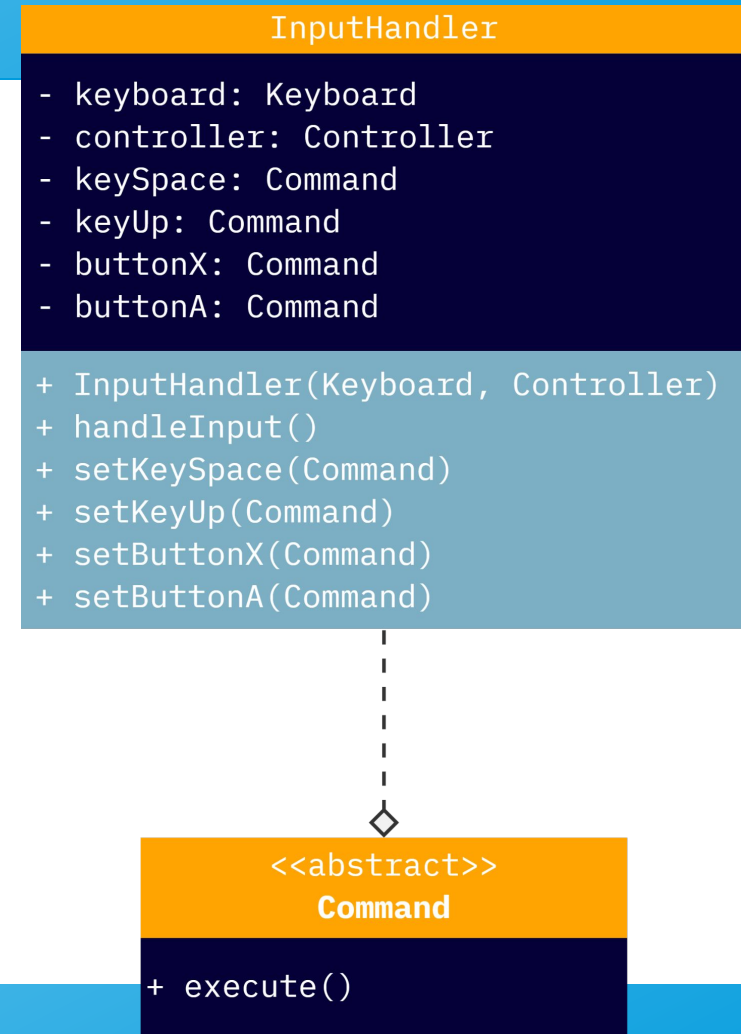 InputHandler
- keyboard: Keyboard
- controller: Controller
- keySpace: Command
- keyUp: Command
- buttonX: Command
- buttonA: Command
+ InputHandler(Keyboard, Controller)
+ handleInput()
+ setKeySpace(Command)
+ setKeyUp(Command)
+ setButtonX(Command)
+ setButtonA(Command)
<<abstract>>
Command
+ execute()